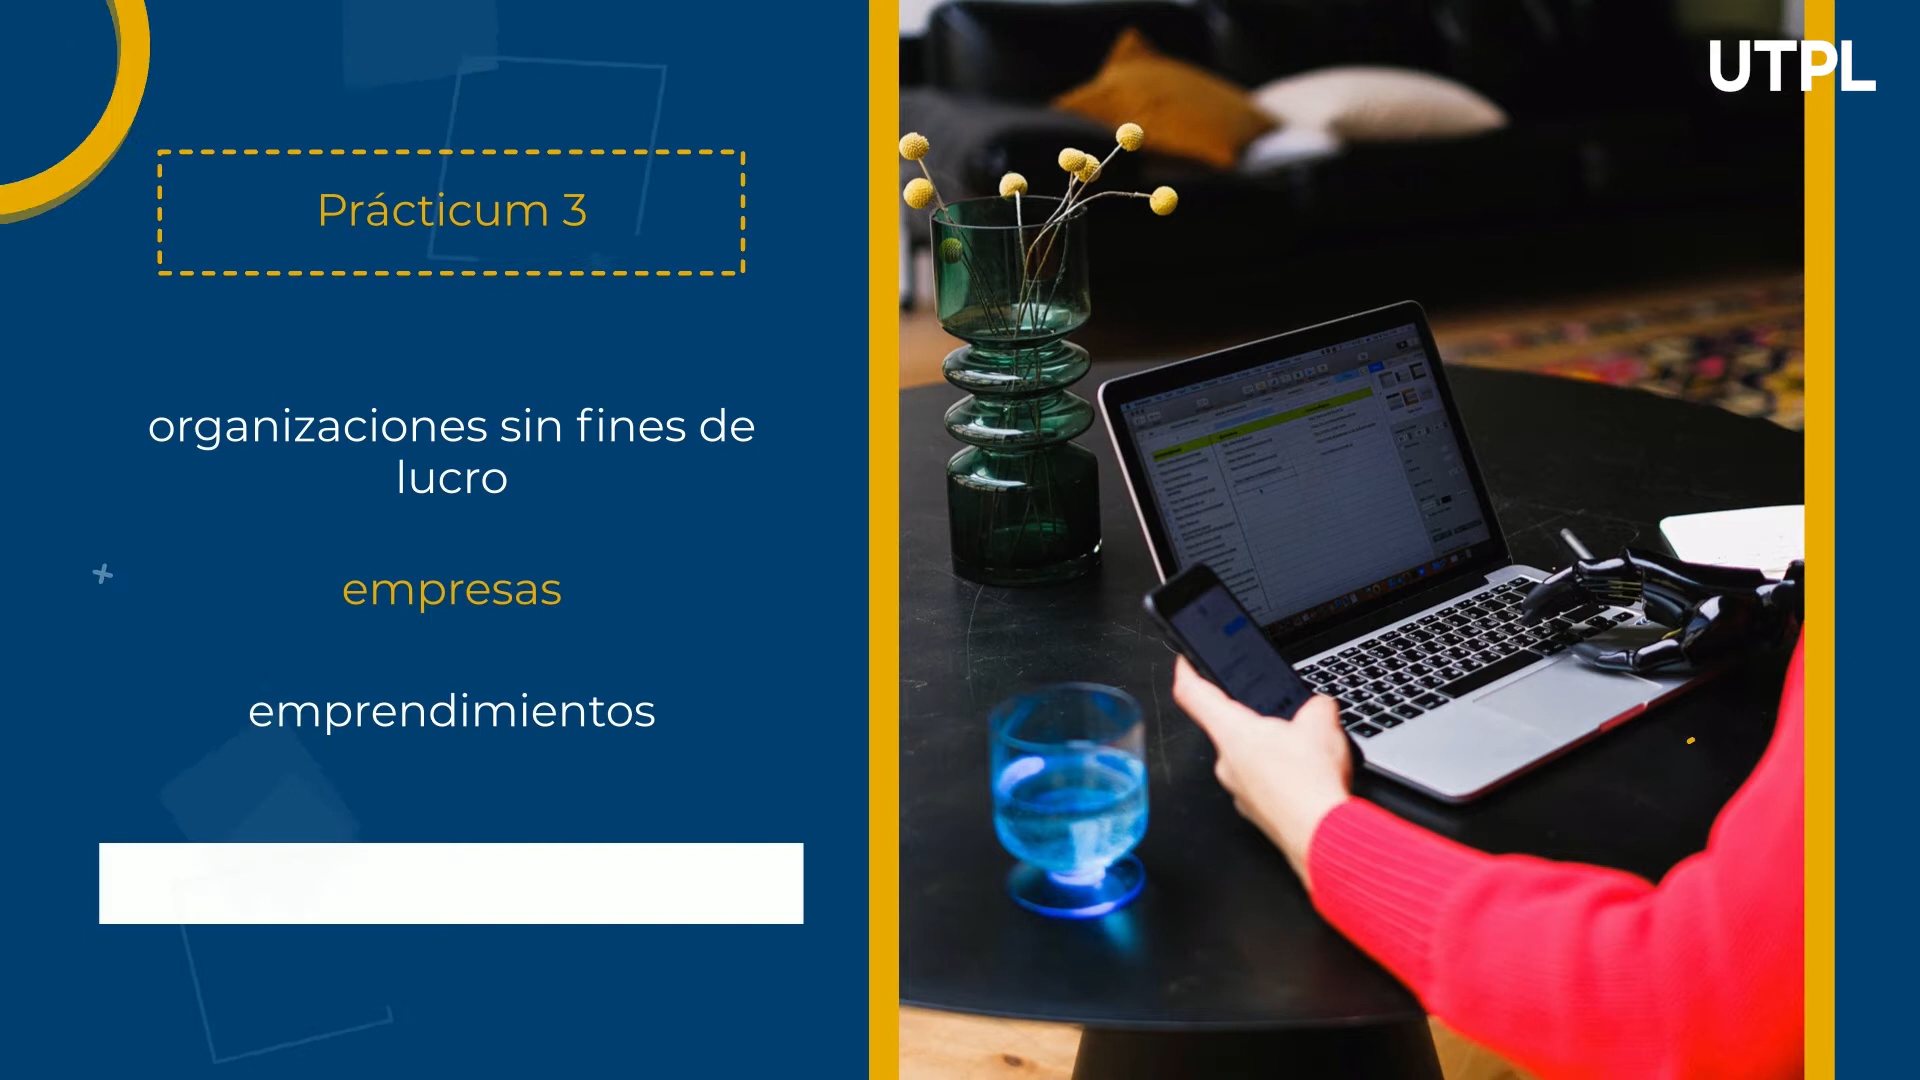 UTPL
Prácticum 3
organizaciones sin fines de
lucro
empresas
emprendimientos